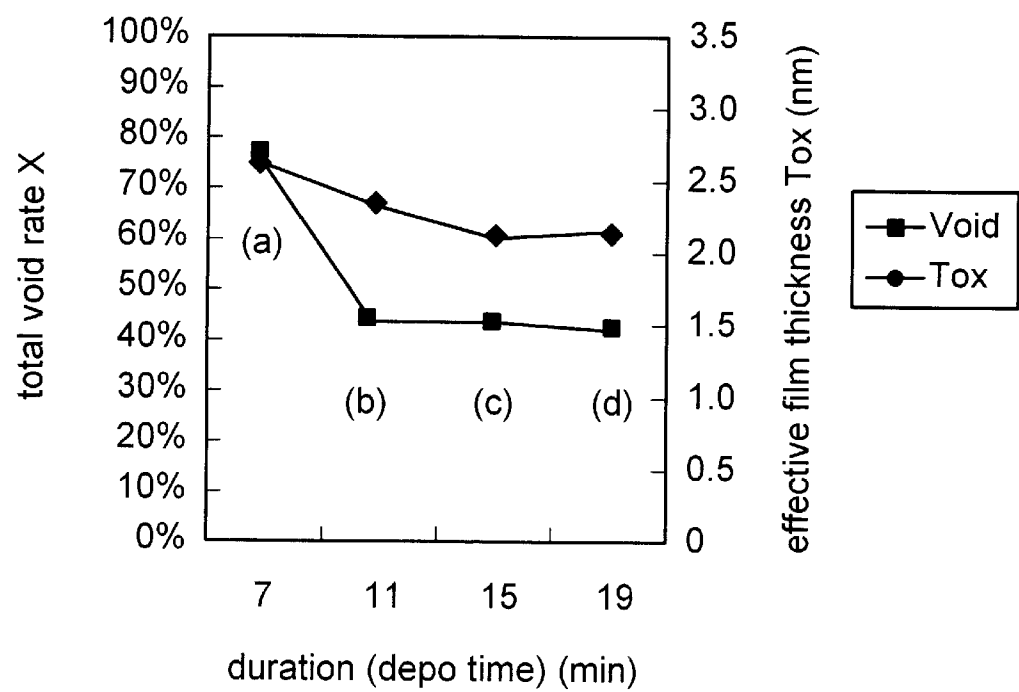 total void rate X
100%
90%
80%
70%
60%
50%
40%
30%
20%
10%
0%
(a)
(b)
(c)
(d)
3.5
3.0
2.5
2.0
1.5
1.0
0.5
0
effective film thickness Tox (nm)
Void
Tox
7 11 15 19
duration (depo time) (min)